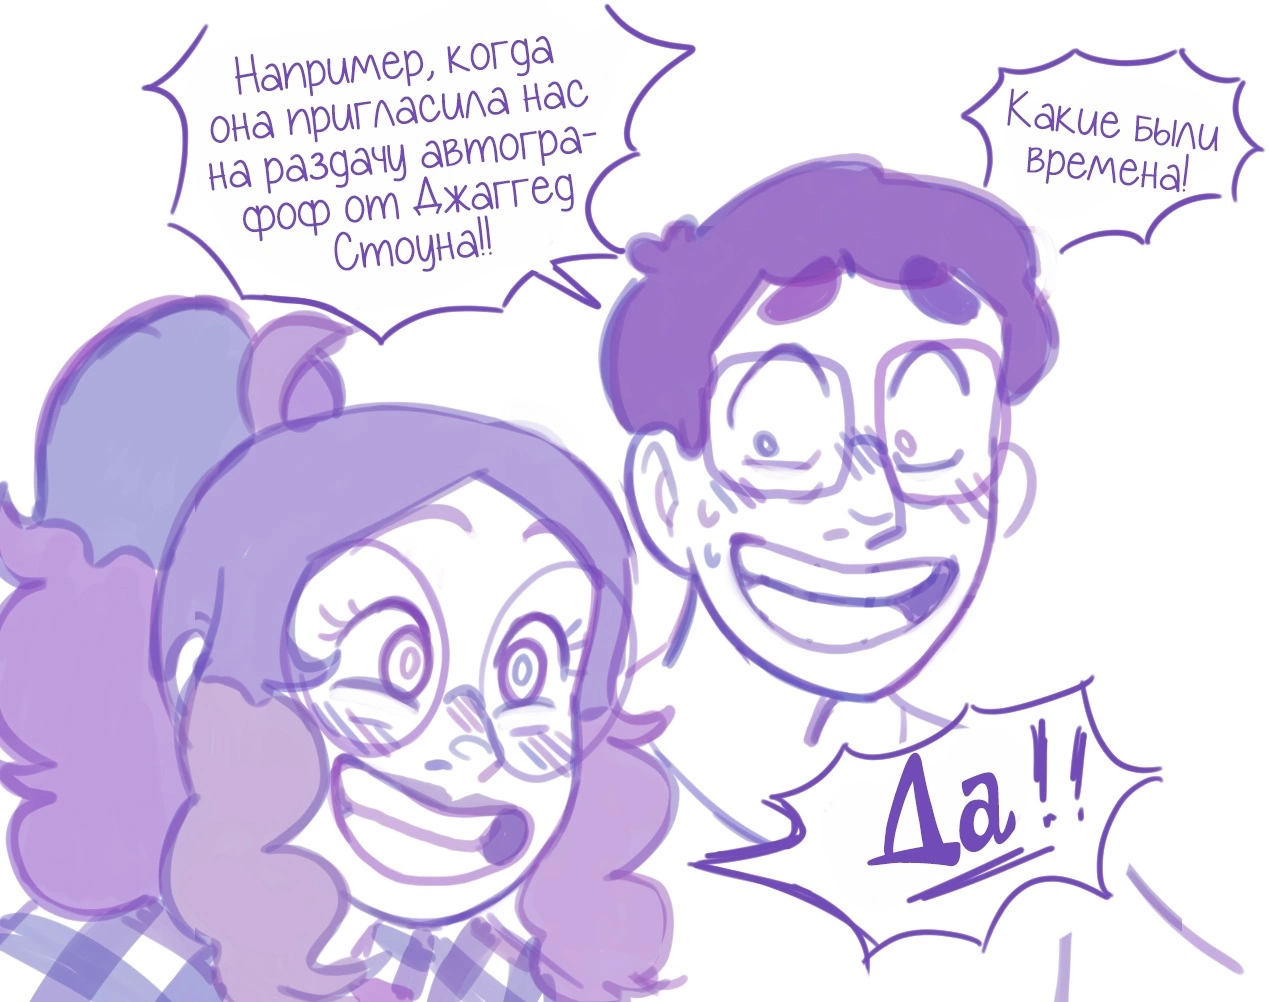 Например, когда
она пригласила нас
на раздачу автогра-
фоф от Джаггед
Стоуна!!
Какие были
времена!
Да!!